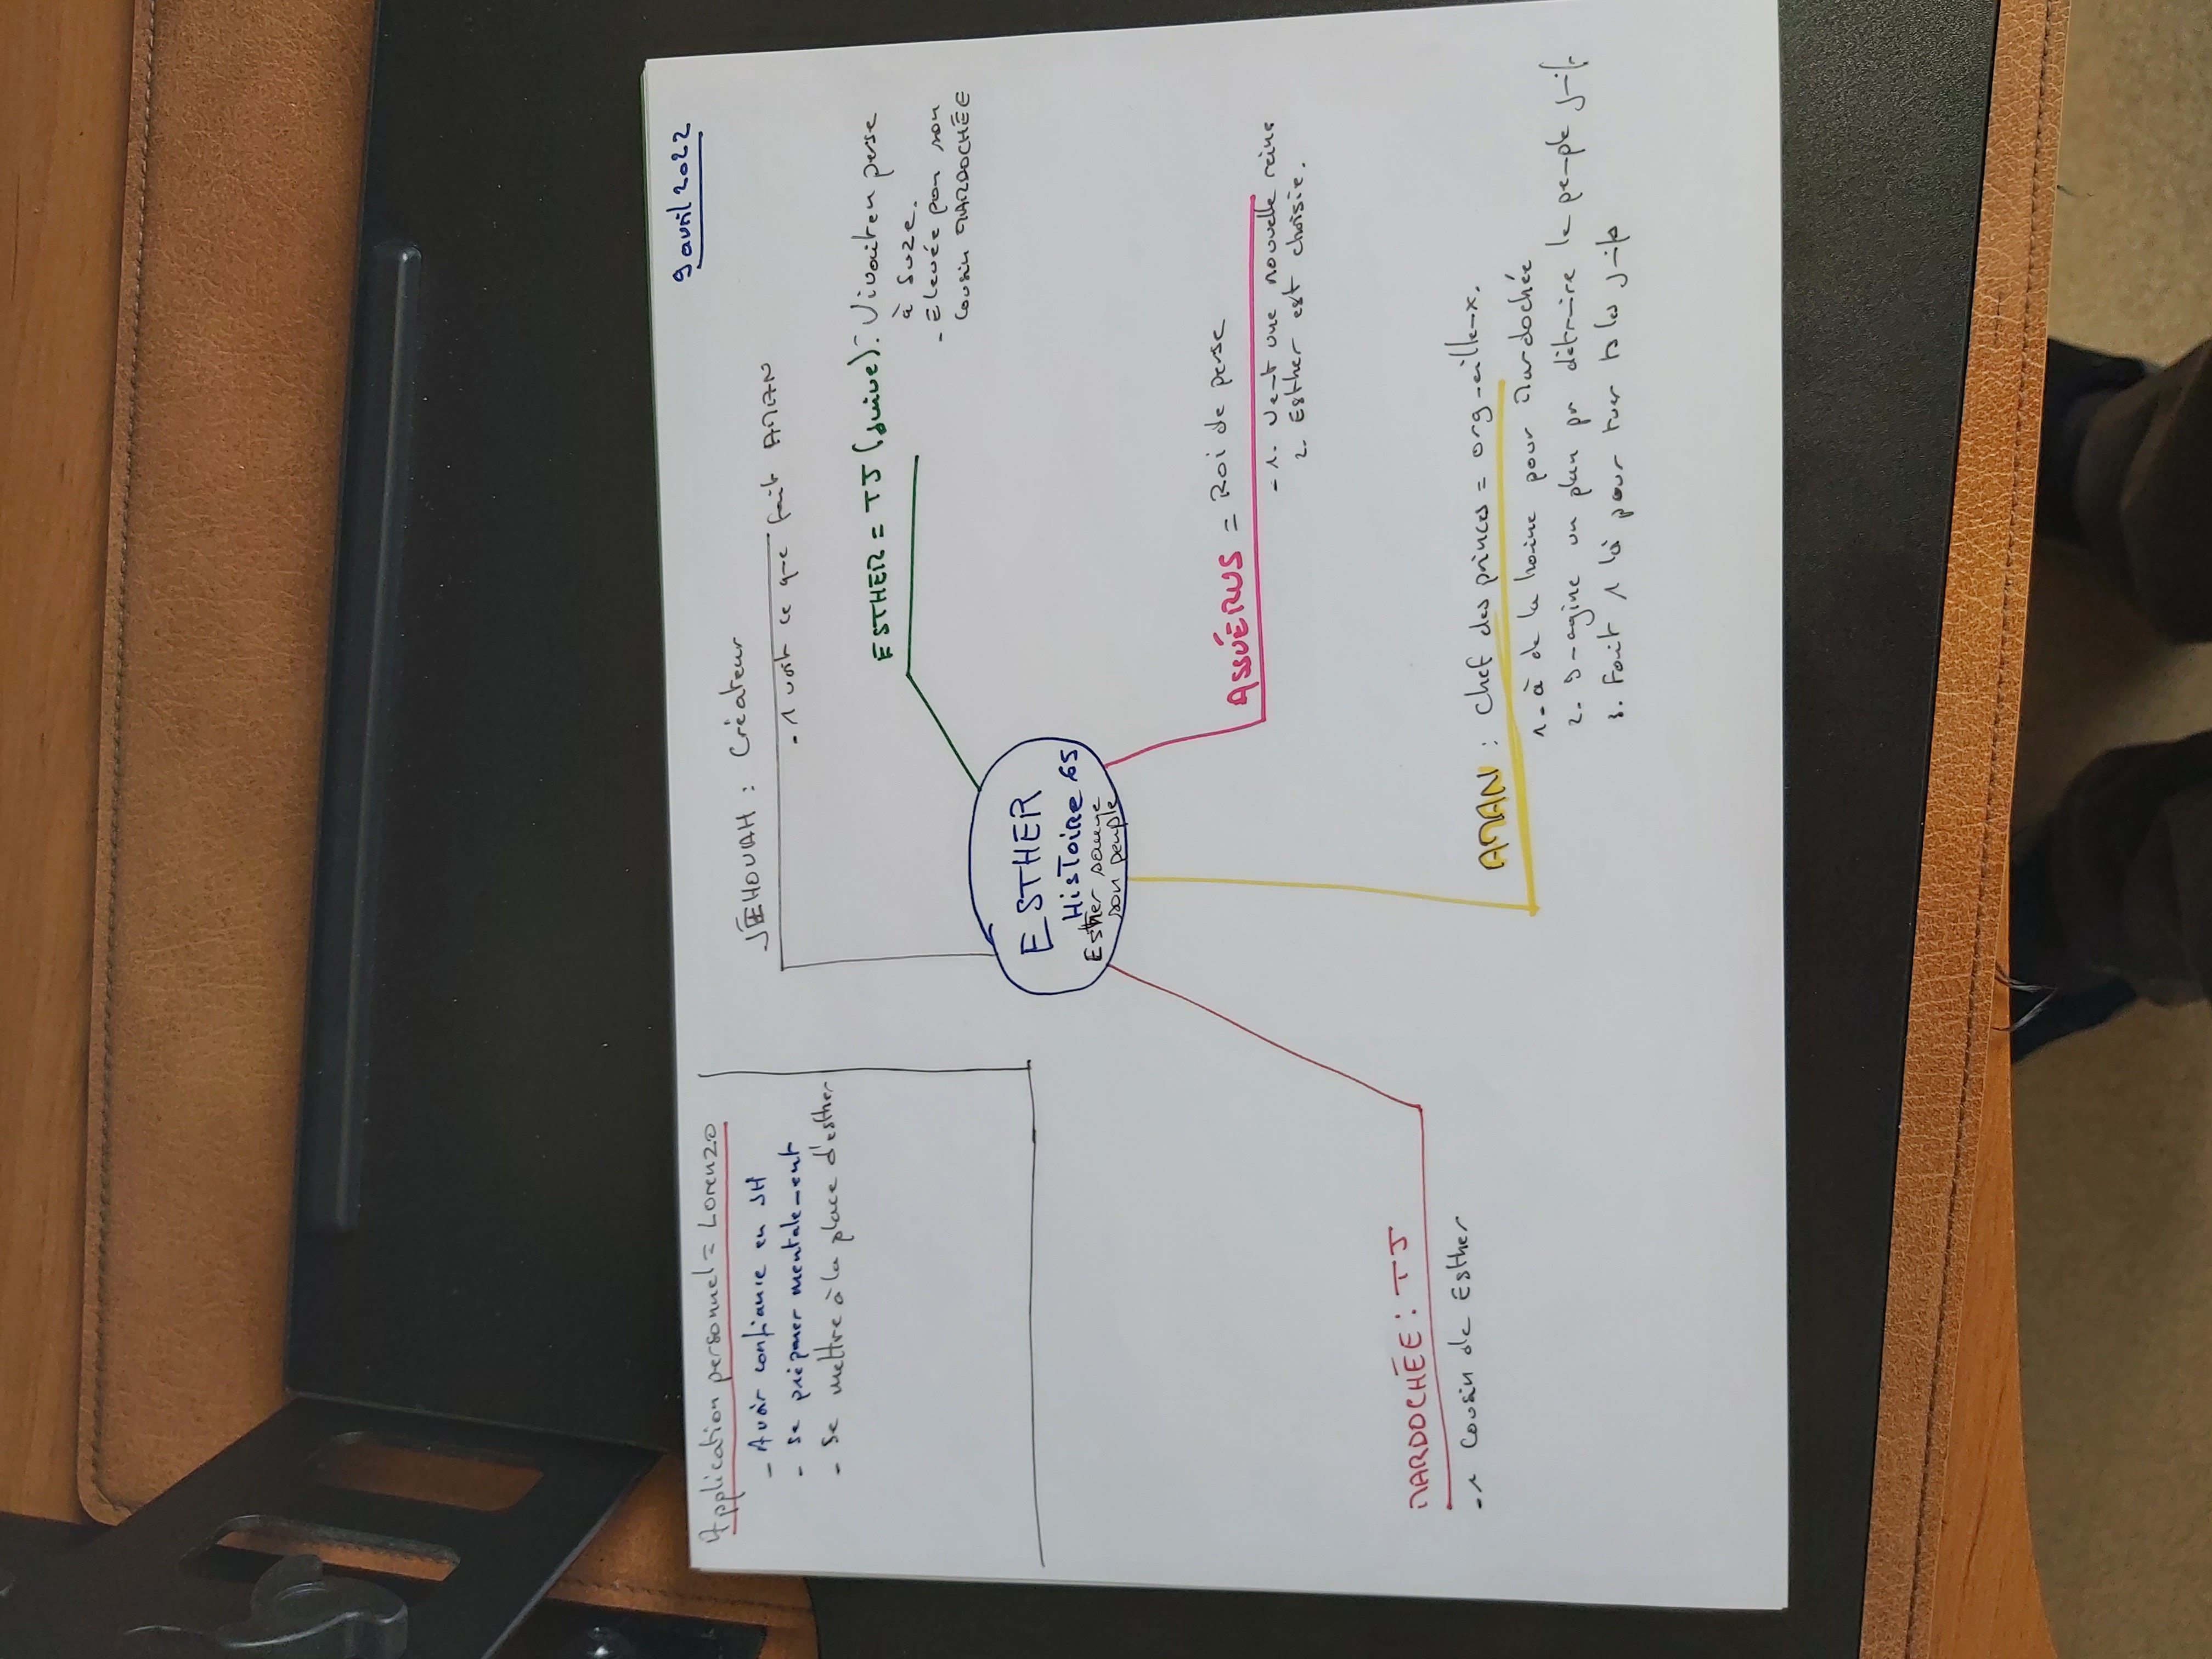 9 avril 2022
Application personnel = Lorenzo
- Avoir confiance en JH
- se préparer mentalement
- Se mettre à la place d'esther
JÉHOUAH : Créateur
- 1 voit ce que fait AMAN
ESTHER = TJ (juive): Vivait en perse
à Suze.
- Elevée par son
cousin MARDOCHÉE
ESTHER
HisToire 65
Esther sauve
son peuple
ASSUÉRUS = Roi de perse
- 1. Veut une nouvelle reine
2. Esther est choisie.
MARDOCHÉE : TJ
- 1 Cousin de Esther
AMAN : Chef des princes = orgueilleux.
1. à de la haine pour Mardochée
2. Imagine un plan pr détruire le peuple juif
3. Fait 1 loi pour tuer ts les juifs